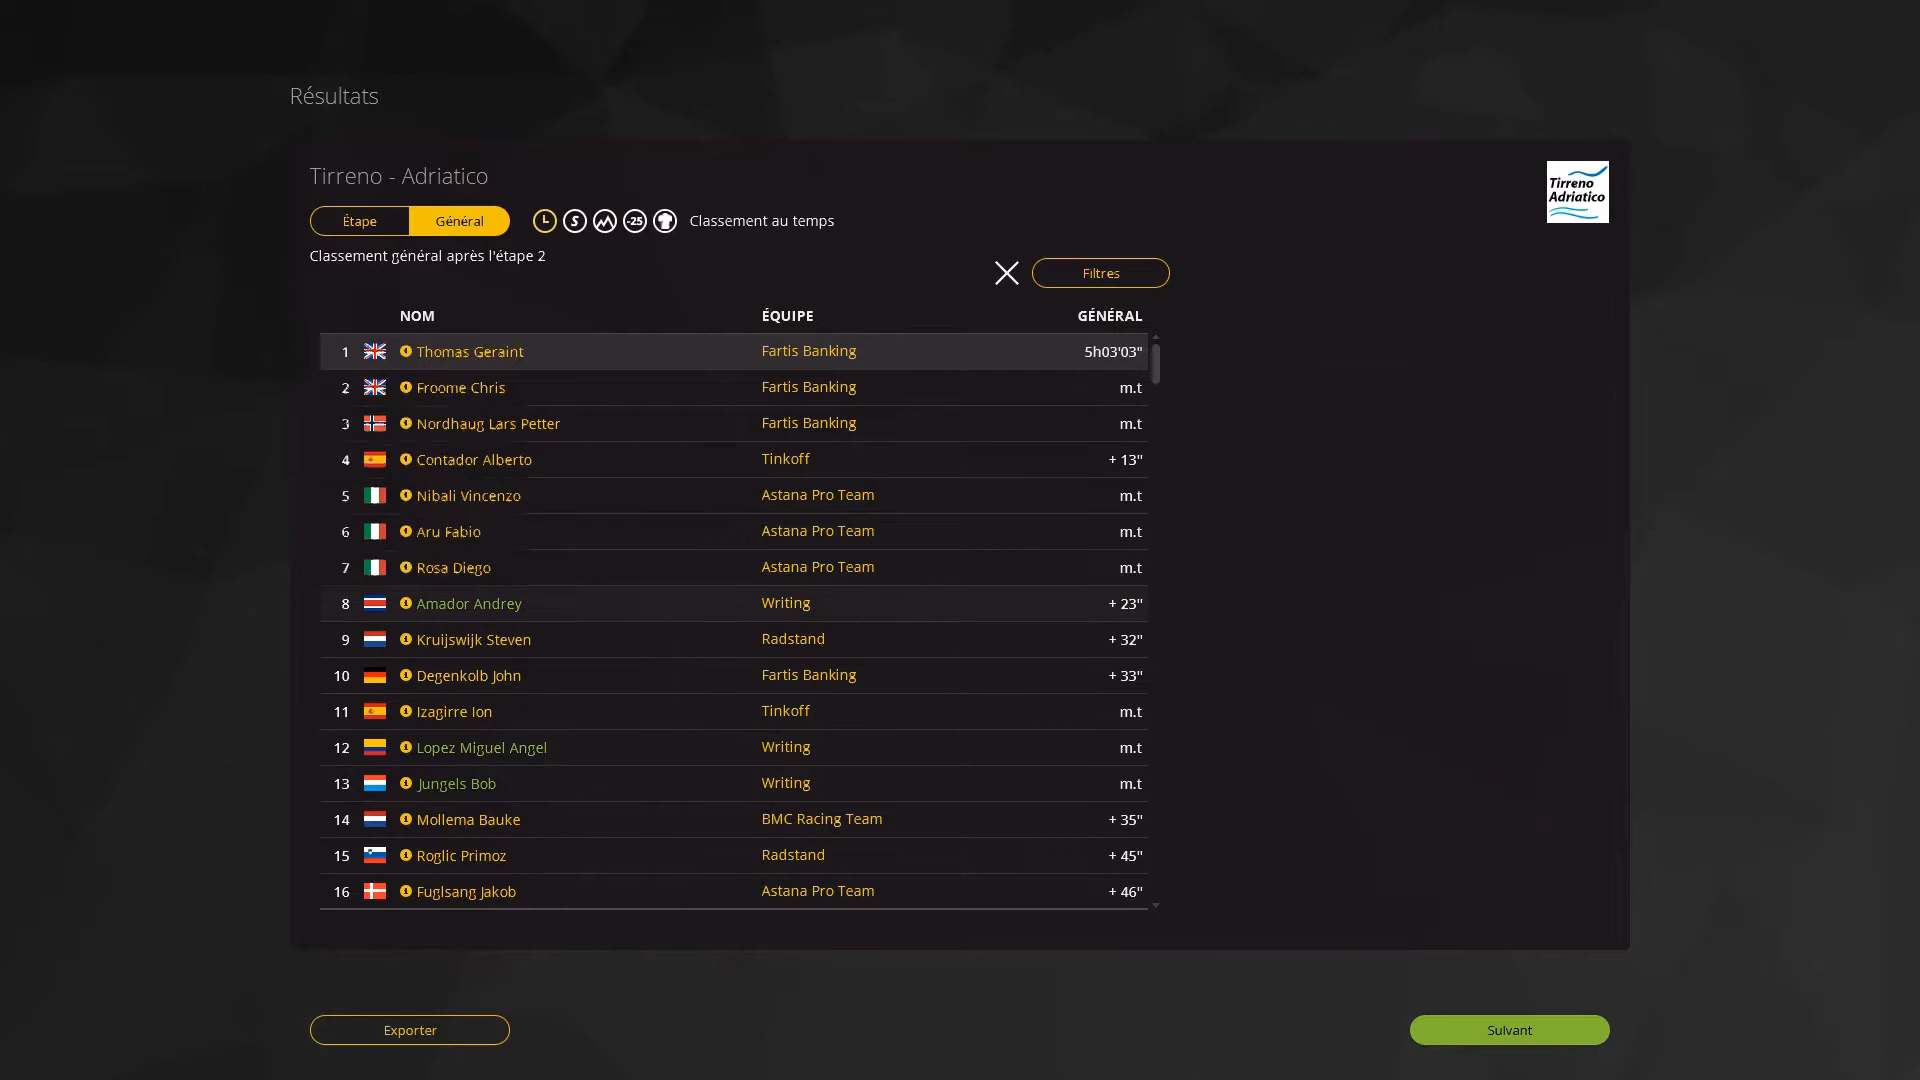 Résultats
Tirreno - Adriatico
Tirreno
Adriatico
Étape Général S -25 Classement au temps
Classement général après l'étape 2
Filtres
NOM ÉQUIPE GÉNÉRAL
1 Thomas Geraint Fartis Banking 5h03'03"
2 Froome Chris Fartis Banking m.t
3 Nordhaug Lars Petter Fartis Banking m.t
4 Contador Alberto Tinkoff + 13"
5 Nibali Vincenzo Astana Pro Team m.t
6 Aru Fabio Astana Pro Team m.t
7 Rosa Diego Astana Pro Team m.t
8 Amador Andrey Writing + 23"
9 Kruijswijk Steven Radstand + 32"
10 Degenkolb John Fartis Banking + 33"
11 Izagirre Ion Tinkoff m.t
12 Lopez Miguel Angel Writing m.t
13 Jungels Bob Writing m.t
14 Mollema Bauke BMC Racing Team + 35"
15 Roglic Primoz Radstand + 45"
16 Fuglsang Jakob Astana Pro Team + 46"
Exporter Suivant